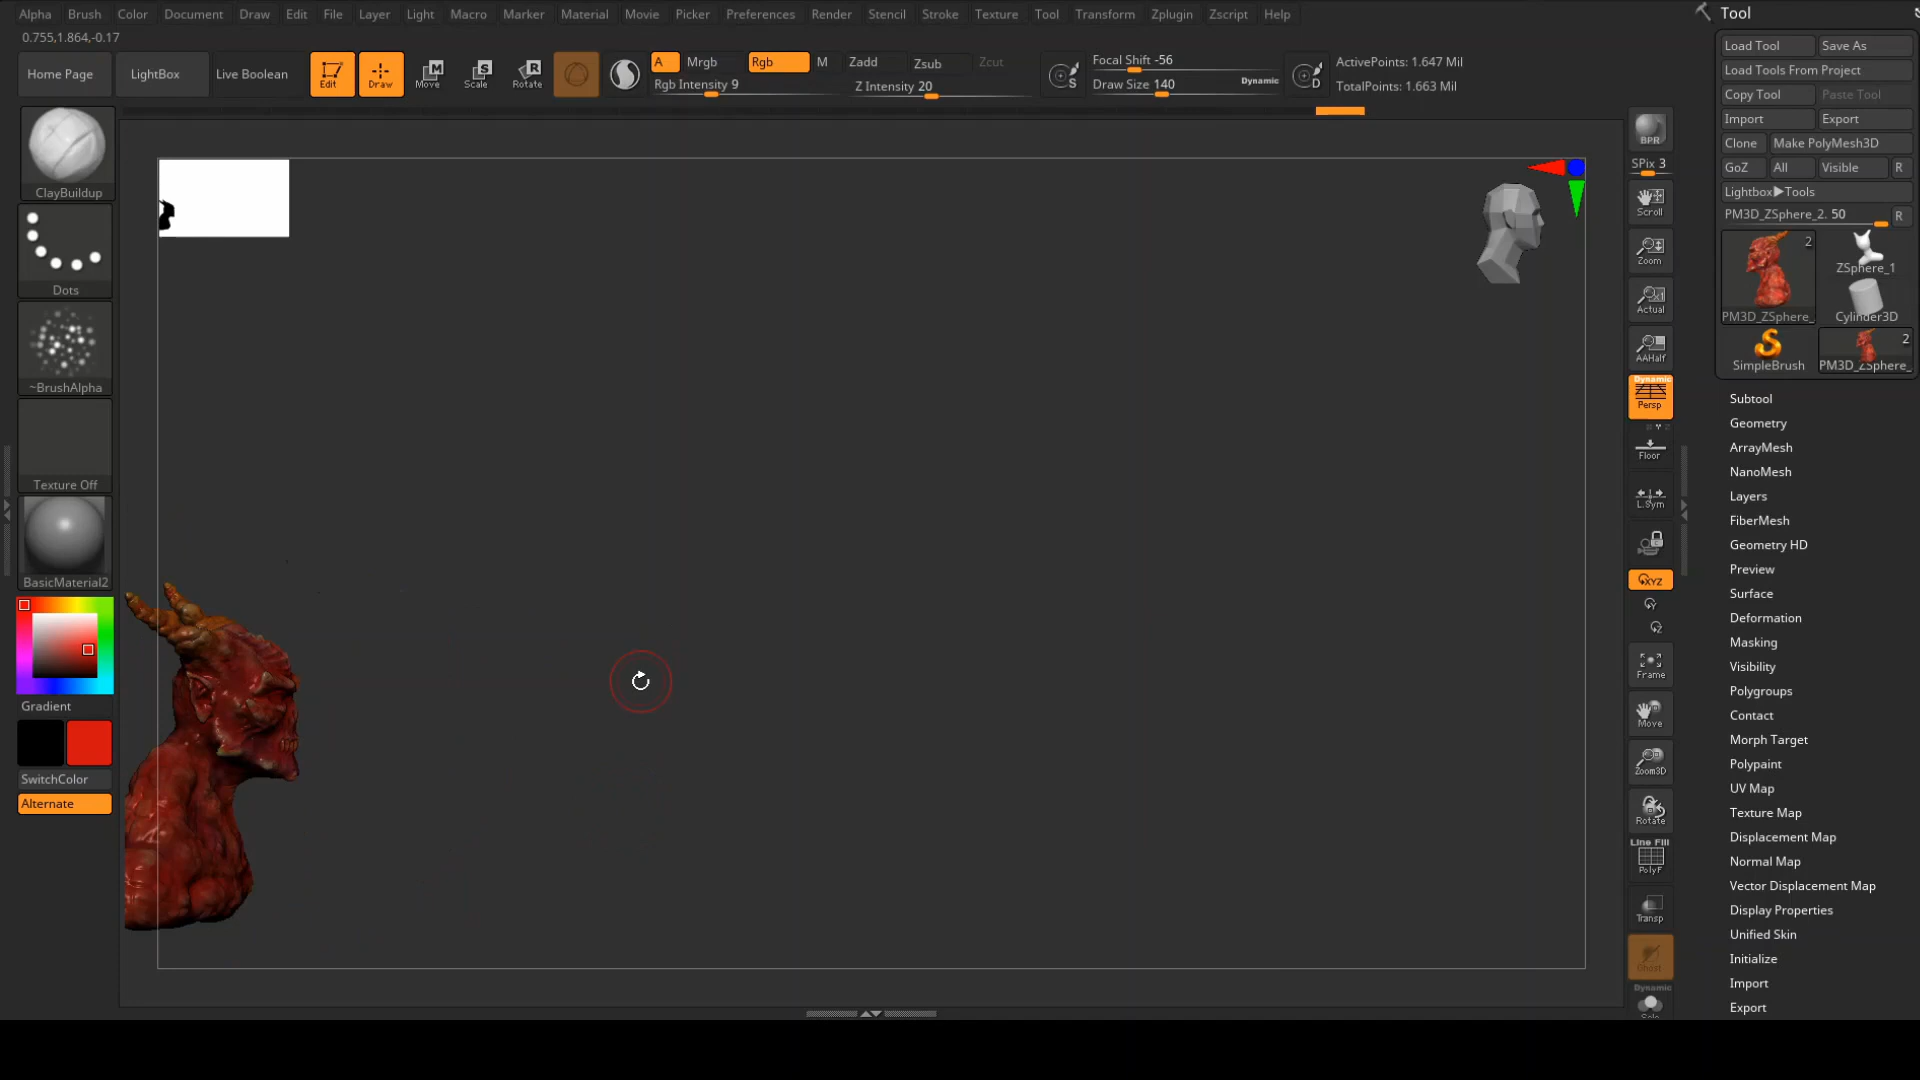 Alpha Brush Color Document Draw Edit File Layer Light Macro Marker Material Movie Picker Preferences Render Stencil Stroke Texture Tool Transform Zplugin Zscript Help
0.755,1.864,-0.17
Home Page LightBox Live Boolean Edit Draw Move Scale Rotate
A Mrgb Rgb M Zadd Zsub Zcut
Rgb Intensity 9 Z Intensity 20
Focal Shift -56
Draw Size 140 Dynamic
ActivePoints: 1.647 Mil
TotalPoints: 1.663 Mil
ClayBuildup
Dots
~BrushAlpha
Texture Off
BasicMaterial2
Gradient
SwitchColor
Alternate
BPR
SPix 3
Scroll
Zoom
Actual
AAHalf
Dynamic
Persp
Floor
L.Sym
XYZ
Y
Z
Frame
Move
Zoom3D
Rotate
Line Fill
PolyF
Transp
Ghost
Dynamic
Solo
Tool
Load Tool Save As
Load Tools From Project
Copy Tool Paste Tool
Import Export
Clone Make PolyMesh3D
GoZ All Visible R
Lightbox▶Tools
PM3D_ZSphere_2. 50 R
2
ZSphere_1
PM3D_ZSphere_ Cylinder3D
2
SimpleBrush PM3D_ZSphere_
Subtool
Geometry
ArrayMesh
NanoMesh
Layers
FiberMesh
Geometry HD
Preview
Surface
Deformation
Masking
Visibility
Polygroups
Contact
Morph Target
Polypaint
UV Map
Texture Map
Displacement Map
Normal Map
Vector Displacement Map
Display Properties
Unified Skin
Initialize
Import
Export